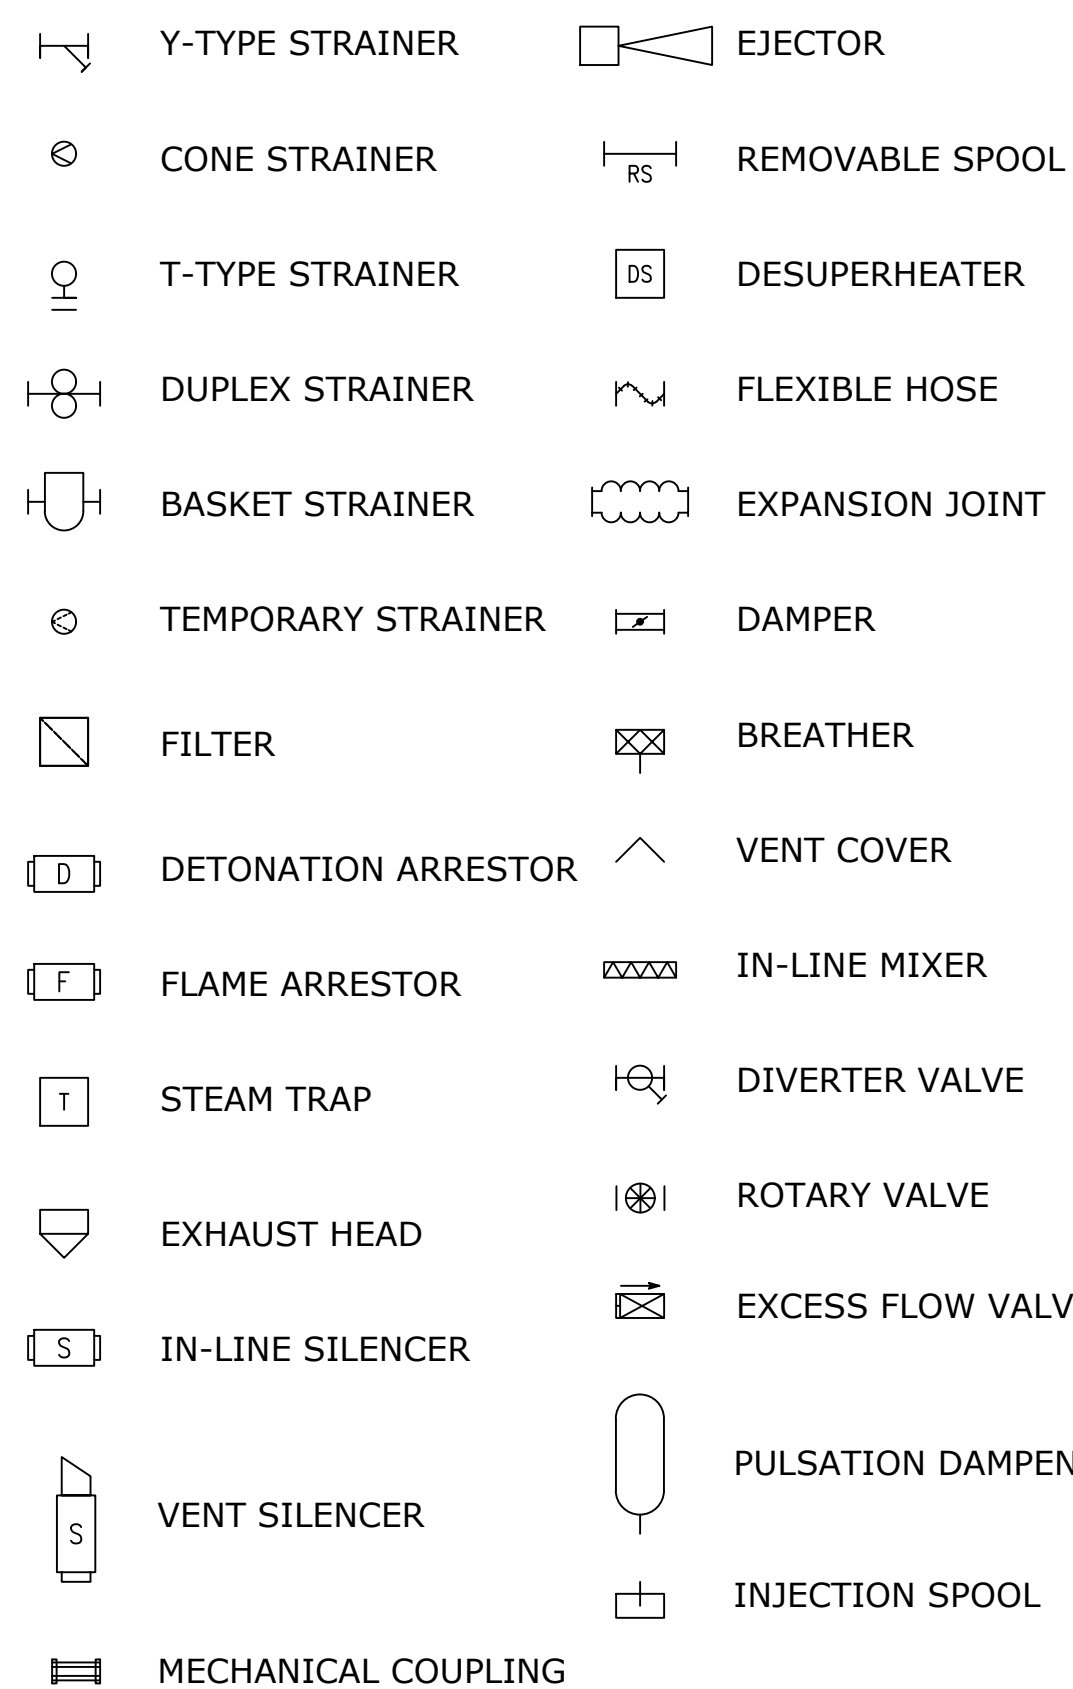 Y-TYPE STRAINER
CONE STRAINER
T-TYPE STRAINER
DUPLEX STRAINER
BASKET STRAINER
TEMPORARY STRAINER
FILTER
D DETONATION ARRESTOR
F FLAME ARRESTOR
T STEAM TRAP
EXHAUST HEAD
S IN-LINE SILENCER
S VENT SILENCER
MECHANICAL COUPLING
EJECTOR
REMOVABLE SPOOL
RS
DS DESUPERHEATER
FLEXIBLE HOSE
EXPANSION JOINT
DAMPER
BREATHER
VENT COVER
IN-LINE MIXER
DIVERTER VALVE
ROTARY VALVE
EXCESS FLOW VALV
PULSATION DAMPEN
INJECTION SPOOL